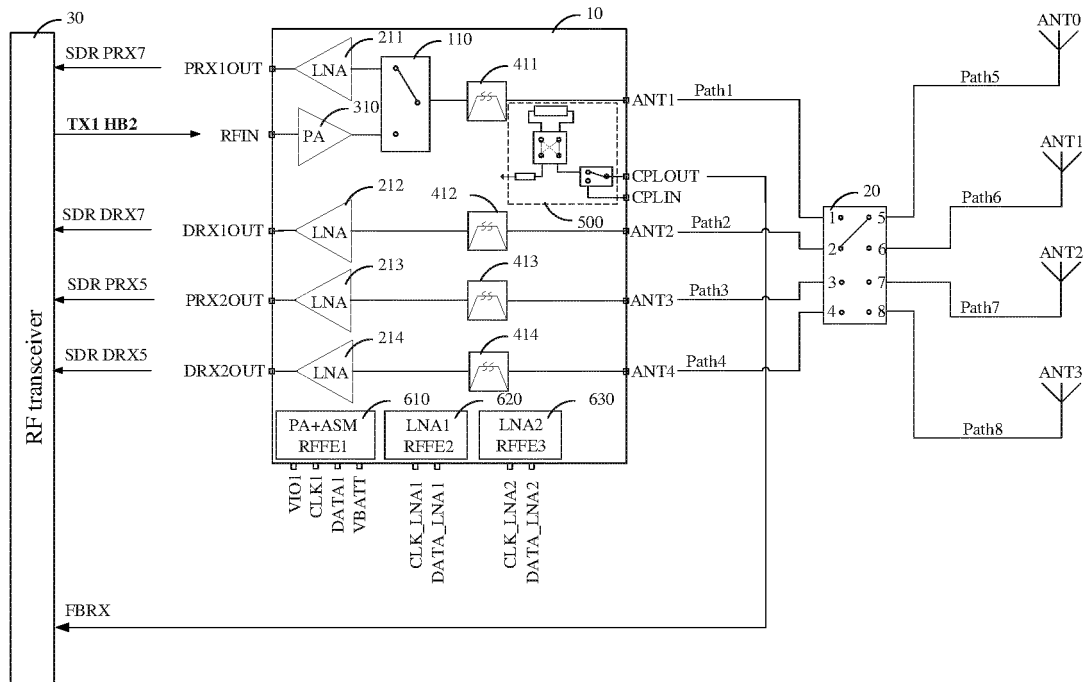 30
RF transceiver
SDR PRX7
TX1 HB2
SDR DRX7
SDR PRX5
SDR DRX5
FBRX
10
PRX1OUT
LNA
211
110
411
ANT1
Path1
RFIN
PA
310
CPLOUT
CPLIN
500
DRX1OUT
LNA
212
412
ANT2
Path2
PRX2OUT
LNA
213
413
ANT3
Path3
DRX2OUT
LNA
214
414
ANT4
Path4
PA+ASM
RFFE1
610
LNA1
RFFE2
620
LNA2
RFFE3
630
VIO1
CLK1
DATA1
VBATT
CLK_LNA1
DATA_LNA1
CLK_LNA2
DATA_LNA2
20
1
5
2
6
3
7
4
8
Path5
ANT0
Path6
ANT1
Path7
ANT2
Path8
ANT3